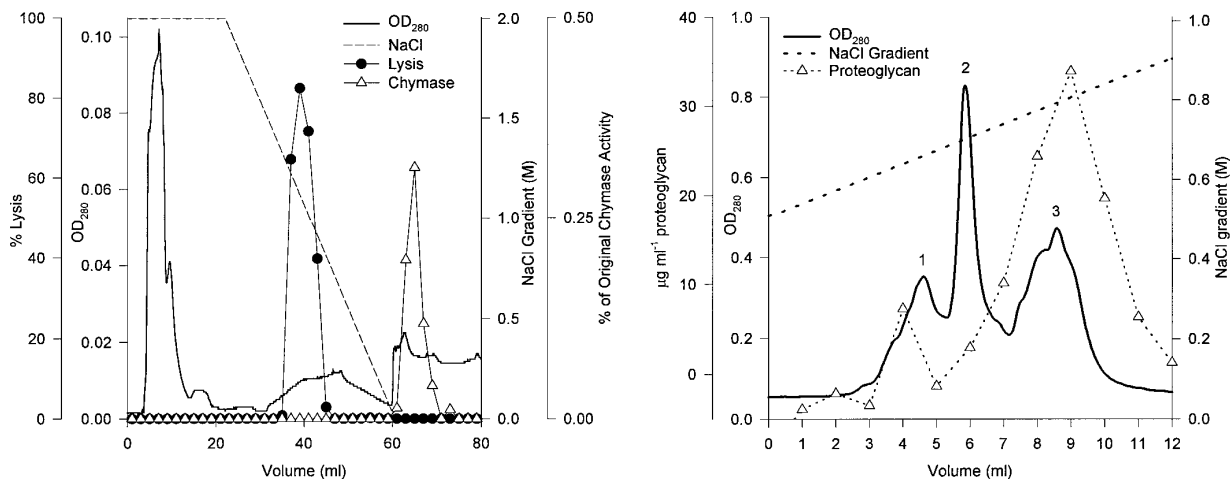 100
80
60
40
20
0
% Lysis
0.10
0.08
0.06
0.04
0.02
0.00
OD280
OD280
NaCl
Lysis
Chymase
2.0
1.5
1.0
0.5
0.0
NaCl Gradient (M)
0.50
0.25
0.00
% of Original Chymase Activity
0 20 40 60 80
Volume (ml)
40
30
20
10
0
µg ml-1 proteoglycan
1.0
0.8
0.6
0.4
0.2
0.0
OD280
OD280
NaCl Gradient
Proteoglycan
1
2
3
1.0
0.8
0.6
0.4
0.2
0.0
NaCl gradient (M)
0 1 2 3 4 5 6 7 8 9 10 11 12
Volume (ml)